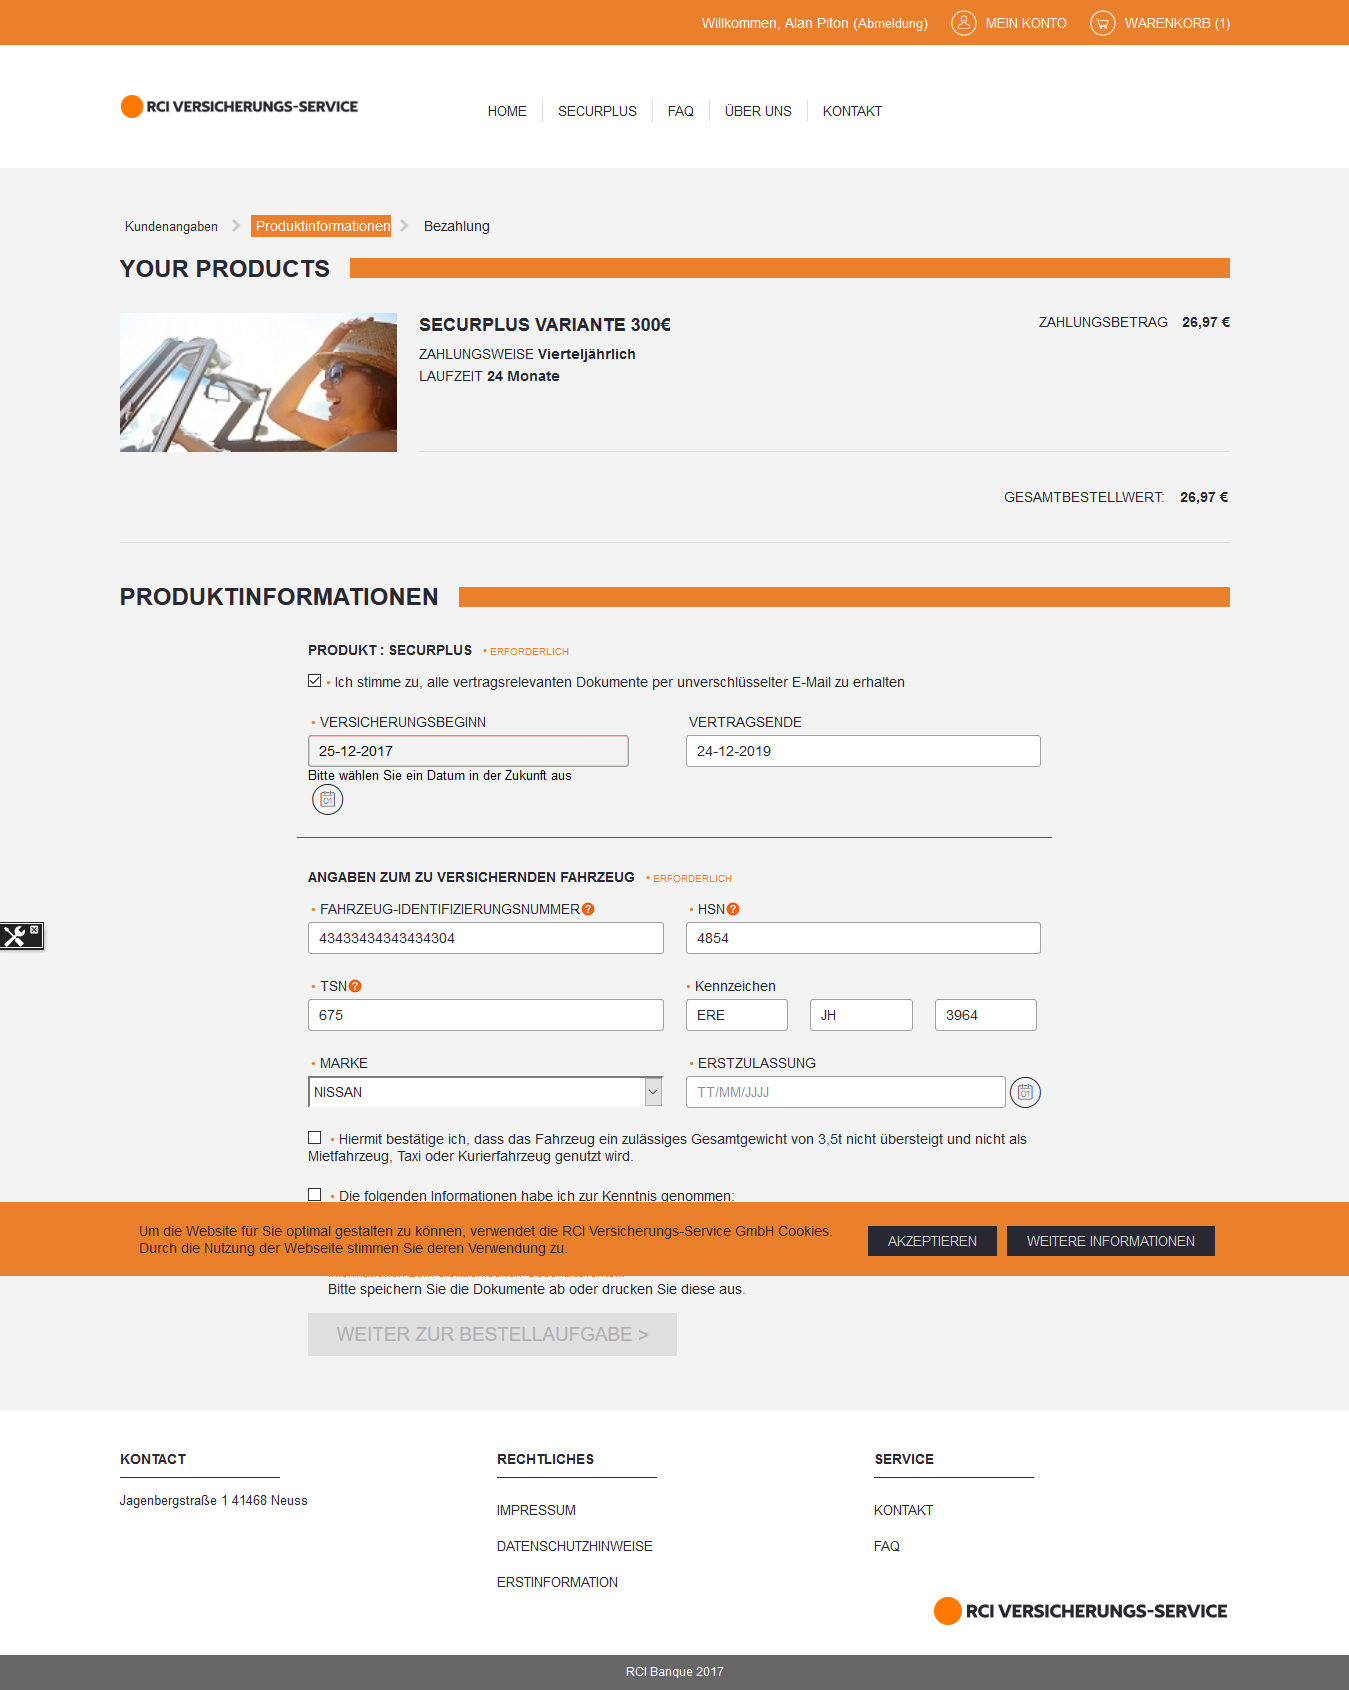 Willkommen, Alan Piton (Abmeldung) MEIN KONTO WARENKORB (1)
RCI VERSICHERUNGS-SERVICE
HOME SECURPLUS FAQ ÜBER UNS KONTAKT
Kundenangaben Produktinformationen Bezahlung
YOUR PRODUCTS
SECURPLUS VARIANTE 300€ ZAHLUNGSBETRAG 26,97 €
ZAHLUNGSWEISE Vierteljährlich
LAUFZEIT 24 Monate
GESAMTBESTELLWERT: 26,97 €
PRODUKTINFORMATIONEN
PRODUKT : SECURPLUS • ERFORDERLICH
• Ich stimme zu, alle vertragsrelevanten Dokumente per unverschlüsselter E-Mail zu erhalten
• VERSICHERUNGSBEGINN VERTRAGSENDE
25-12-2017 24-12-2019
Bitte wählen Sie ein Datum in der Zukunft aus
01
ANGABEN ZUM ZU VERSICHERNDEN FAHRZEUG • ERFORDERLICH
• FAHRZEUG-IDENTIFIZIERUNGSNUMMER ? • HSN ?
43433434343434304 4854
• TSN ? • Kennzeichen
675 ERE JH 3964
• MARKE • ERSTZULASSUNG
NISSAN TT/MM/JJJJ 01
• Hiermit bestätige ich, dass das Fahrzeug ein zulässiges Gesamtgewicht von 3,5t nicht übersteigt und nicht als
Mietfahrzeug, Taxi oder Kurierfahrzeug genutzt wird.
• Die folgenden Informationen habe ich zur Kenntnis genommen:
Um die Website für Sie optimal gestalten zu können, verwendet die RCI Versicherungs-Service GmbH Cookies.
Durch die Nutzung der Webseite stimmen Sie deren Verwendung zu.
AKZEPTIEREN WEITERE INFORMATIONEN
Bitte speichern Sie die Dokumente ab oder drucken Sie diese aus.
WEITER ZUR BESTELLAUFGABE >
KONTACT RECHTLICHES SERVICE
Jagenbergstraße 1 41468 Neuss
IMPRESSUM KONTAKT
DATENSCHUTZHINWEISE FAQ
ERSTINFORMATION
RCI VERSICHERUNGS-SERVICE
RCI Banque 2017